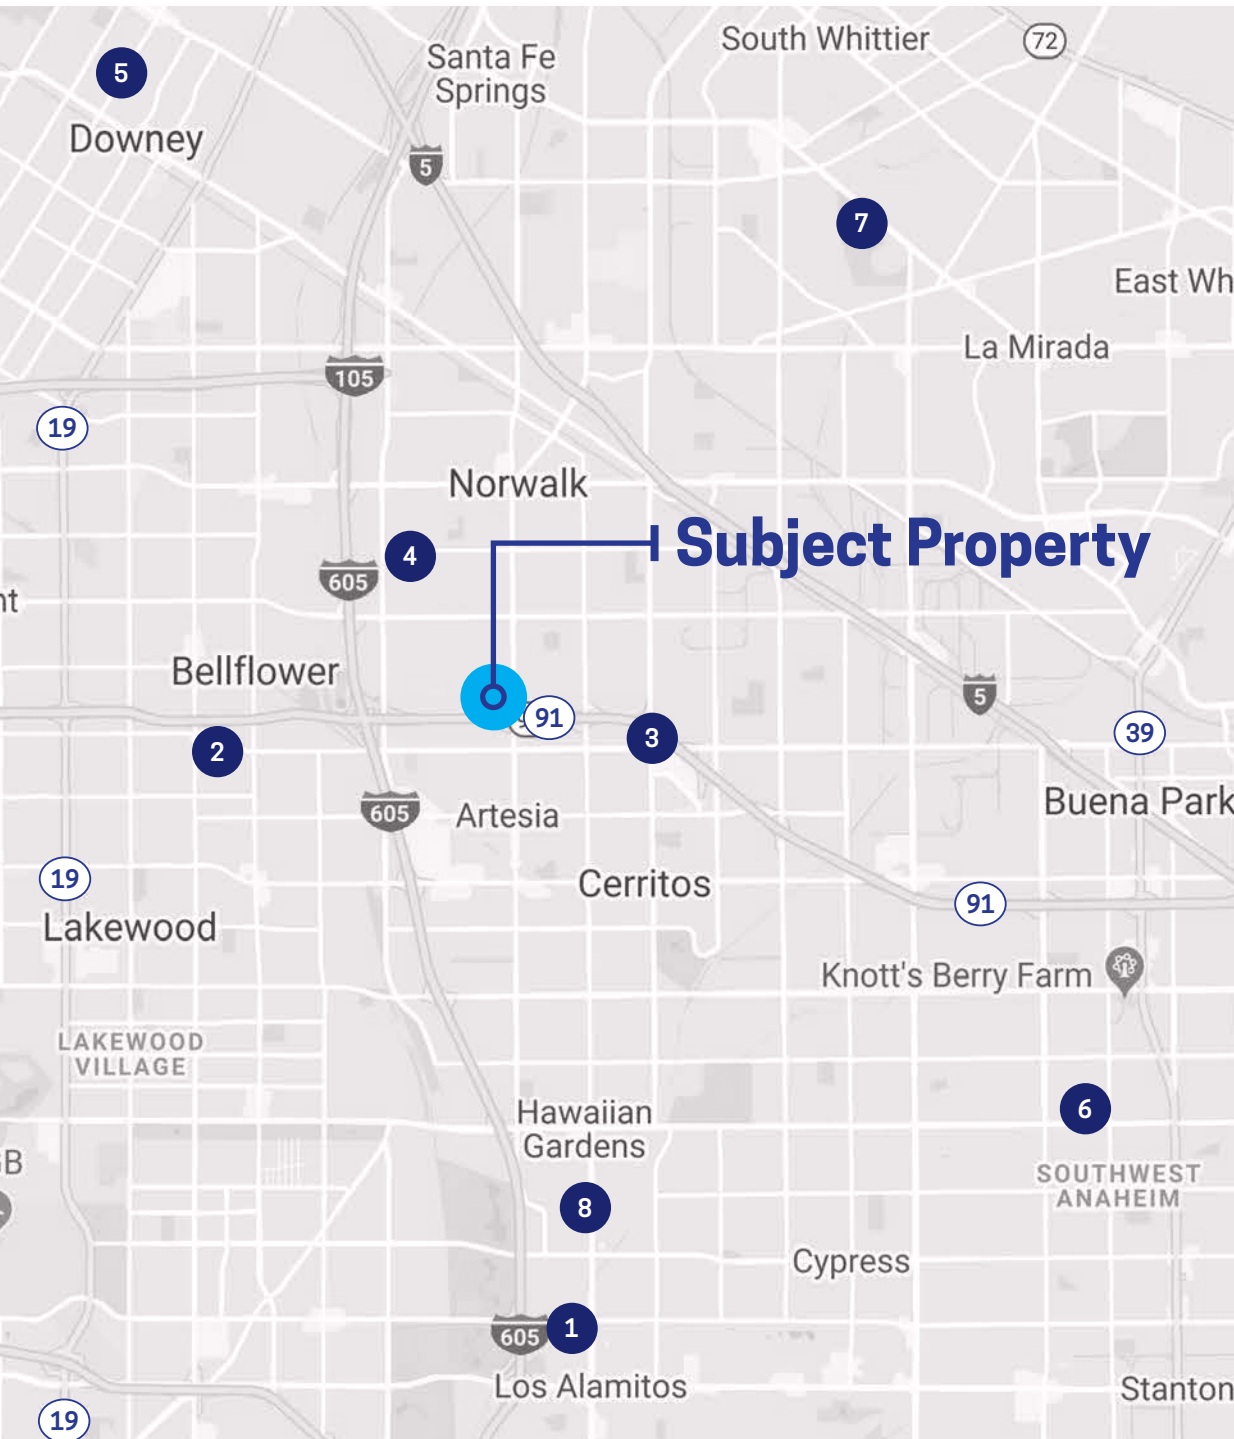 South Whittier
72
Santa Fe
Springs
5
Downey
5
7
East Wh
La Mirada
105
19
Norwalk
Subject Property
4
605
nt
Bellflower
5
91
2
3
39
Buena Park
605
Artesia
19
Cerritos
91
Lakewood
Knott's Berry Farm
LAKEWOOD
VILLAGE
6
Hawaiian
Gardens
GB
SOUTHWEST
ANAHEIM
8
Cypress
605
1
Los Alamitos
Stanton
19